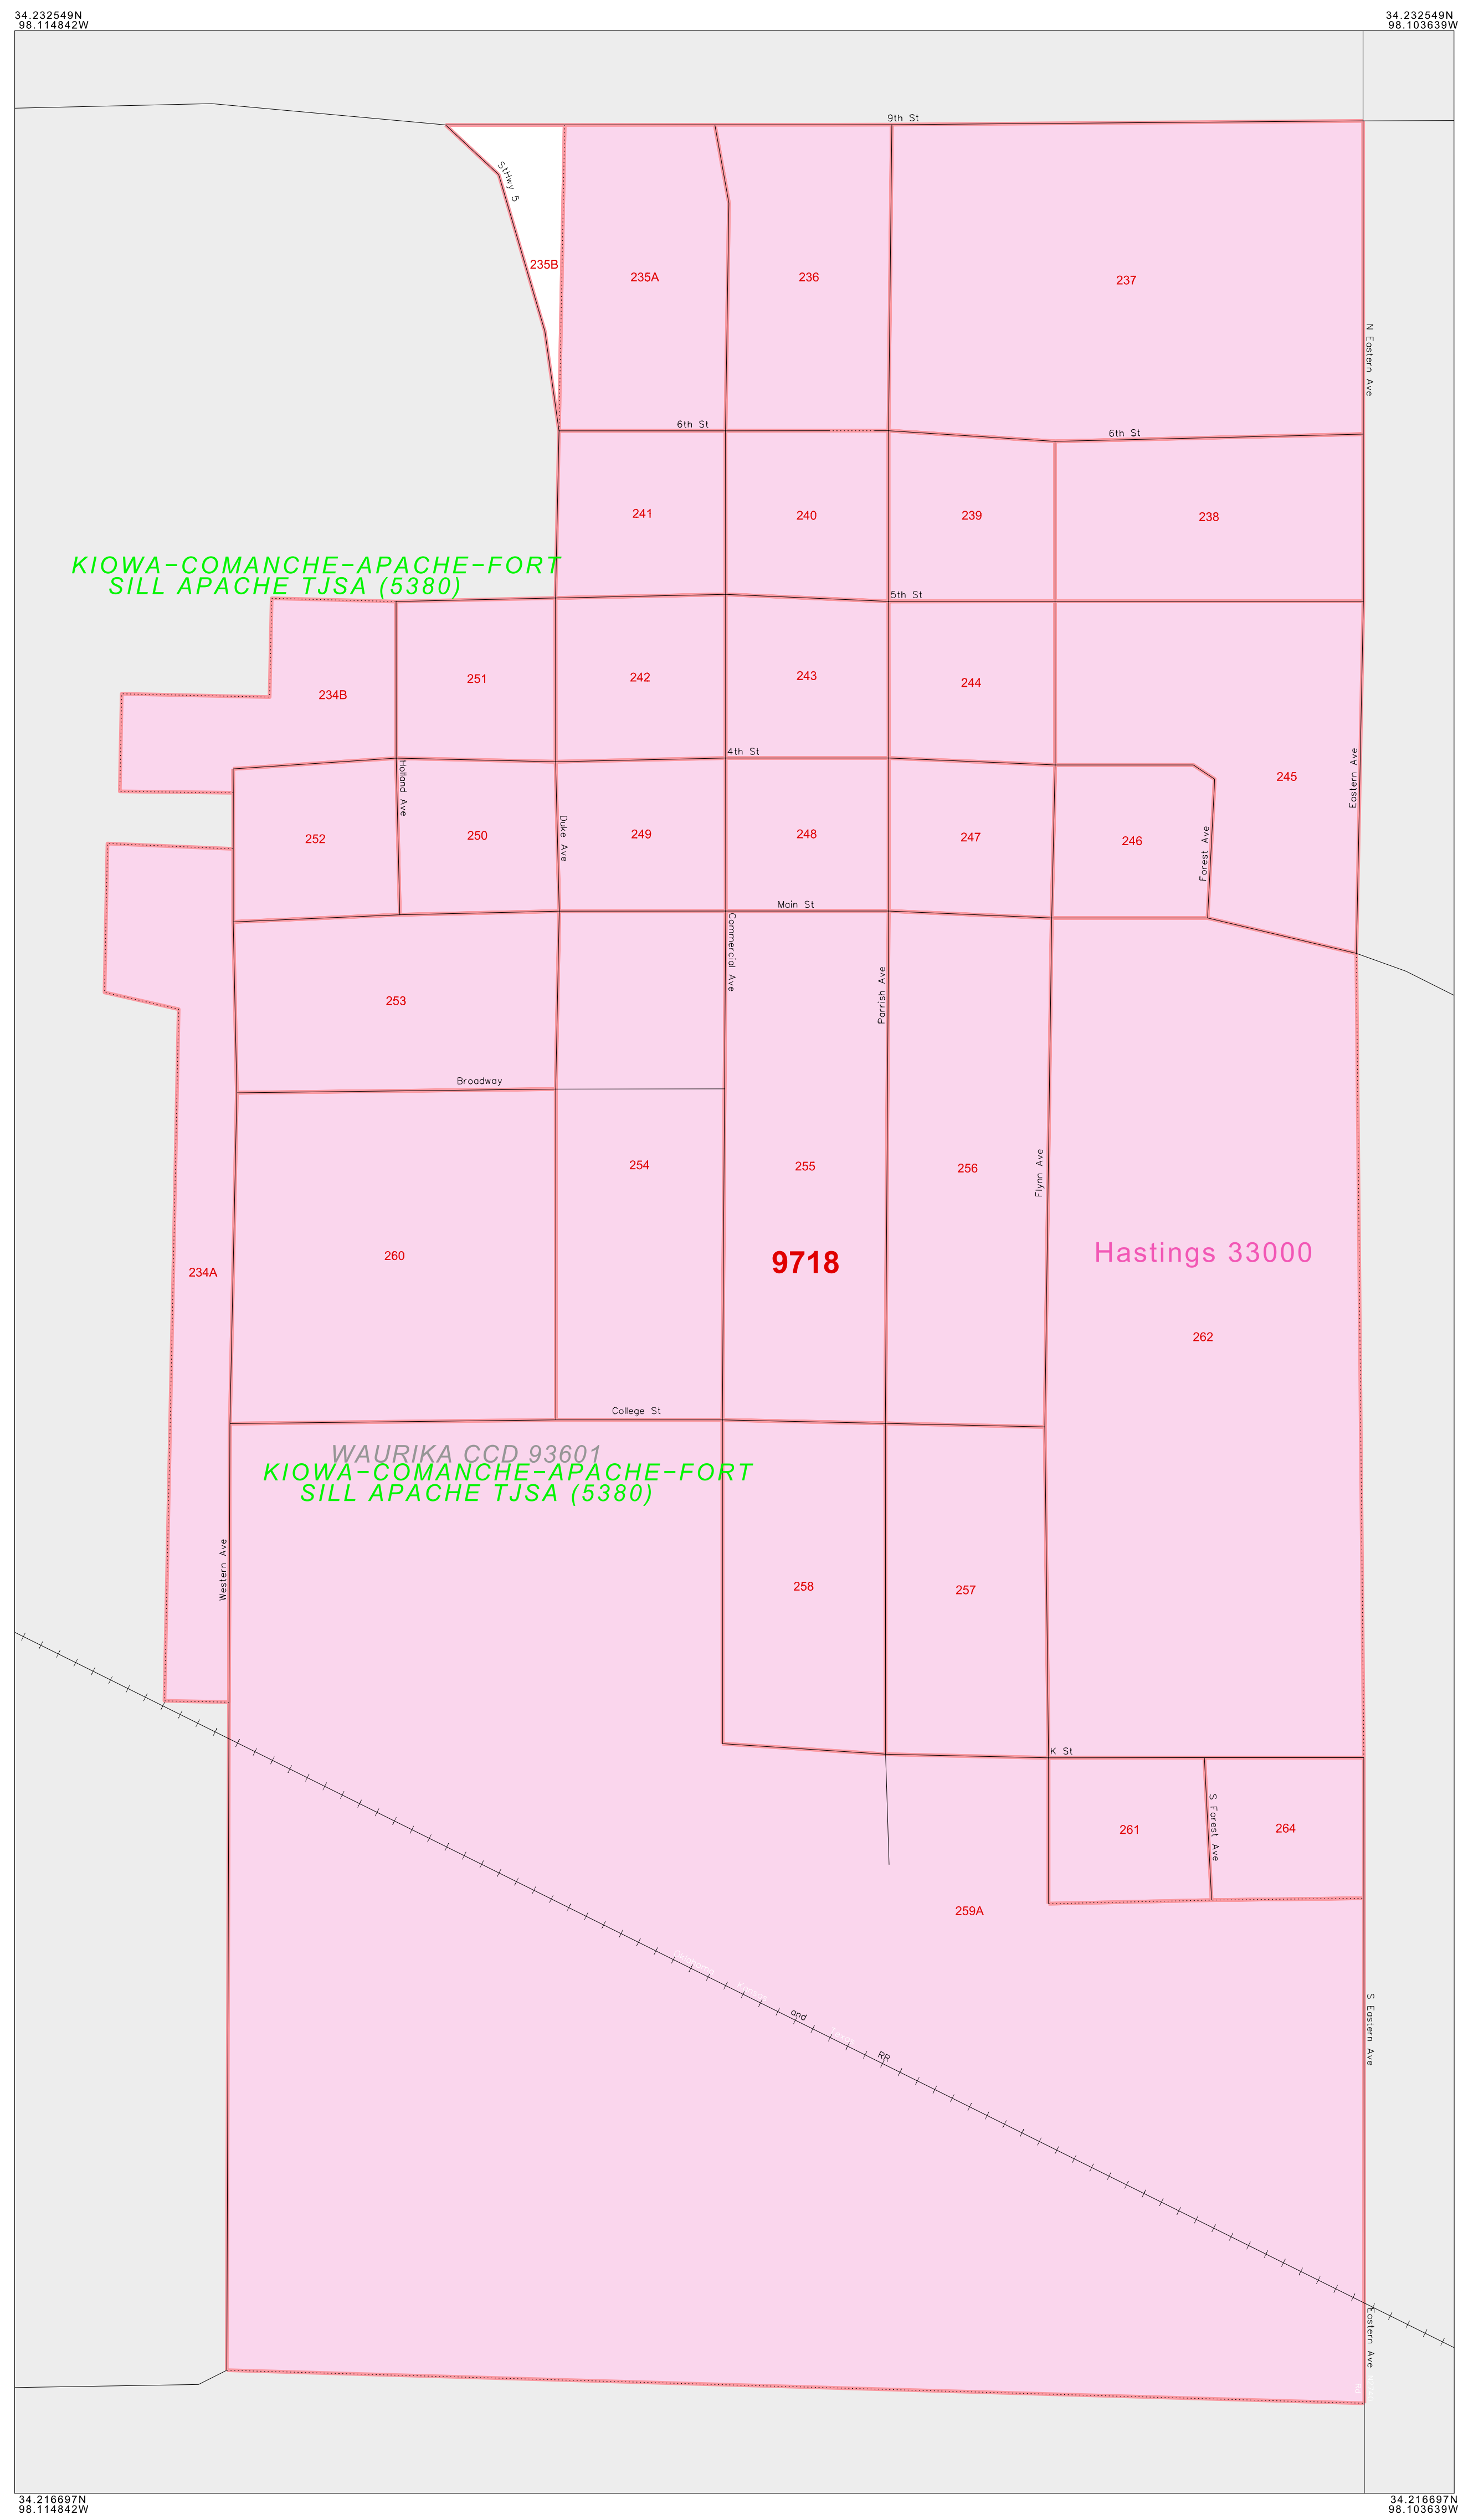 34.232549N
98.114842W
34.232549N
98.103639W
9th St
StHwy 5
235B
235A
236
237
N Eastern Ave
6th St
6th St
241
240
239
238
KIOWA-COMANCHE-APACHE-FORT
SILL APACHE TJSA (5380)
5th St
234B
251
242
243
244
245
4th St
Holland Ave
Eastern Ave
Duke Ave
Forest Ave
252
250
249
248
247
246
Main St
Commercial Ave
Parrish Ave
253
Broadway
254
255
256
Flynn Ave
260
9718
Hastings 33000
234A
262
College St
WAURIKA CCD 93601
KIOWA-COMANCHE-APACHE-FORT
SILL APACHE TJSA (5380)
Western Ave
258
257
K St
261
S Forest Ave
264
259A
and
RR
S Eastern Ave
Eastern Ave
34.216697N
98.114842W
34.216697N
98.103639W